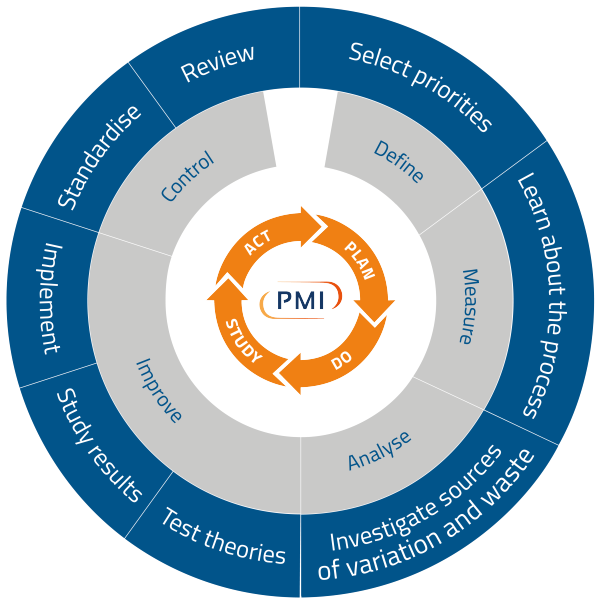 Select priorities
Learn about the process
Investigate sources
of variation and waste
Test theories
Study results
Implement
Standardise
Review
Define
Measure
Analyse
Improve
Control
PLAN
DO
STUDY
ACT
PMI